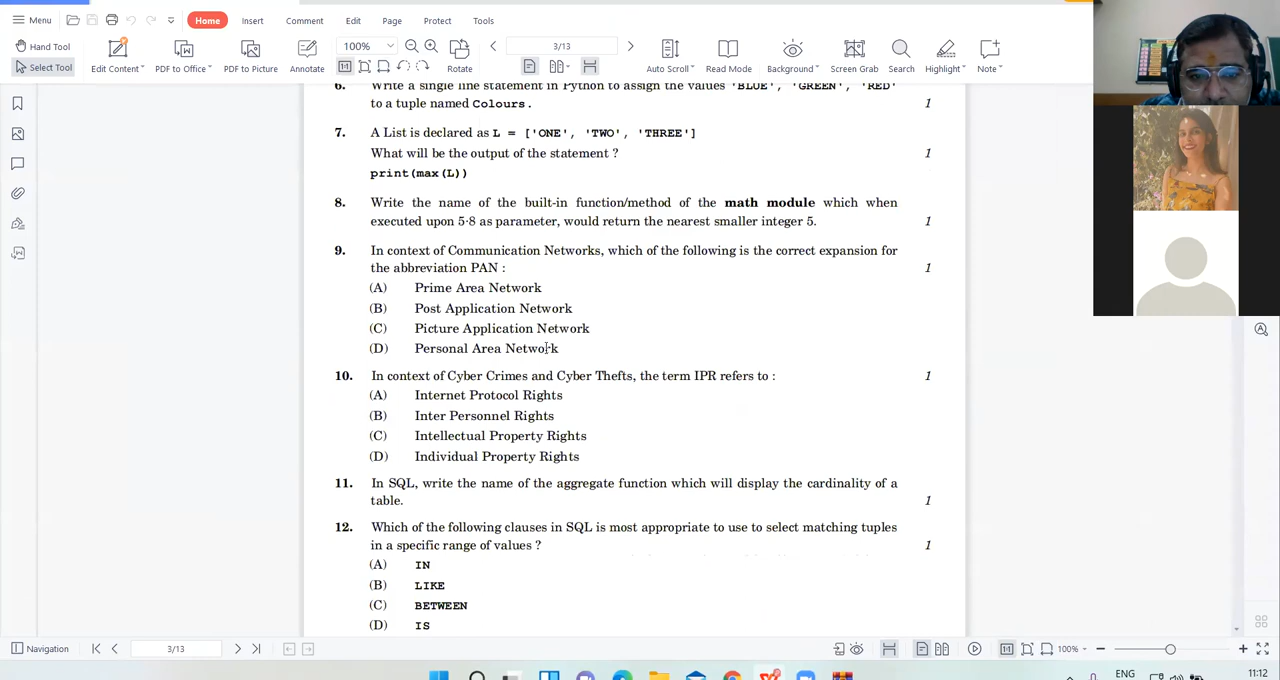 Menu Home Insert Comment Edit Page Protect Tools
Hand Tool 100% 3/13
Select Tool Edit Content PDF to Office PDF to Picture Annotate Rotate Auto Scroll Read Mode Background Screen Grab Search Highlight Note
6. Write a single line statement in Python to assign the values 'BLUE', 'GREEN', 'RED'
to a tuple named Colours. 1
7. A List is declared as L = ['ONE', 'TWO', 'THREE']
What will be the output of the statement ? 1
print(max(L))
8. Write the name of the built-in function/method of the math module which when
executed upon 5·8 as parameter, would return the nearest smaller integer 5. 1
9. In context of Communication Networks, which of the following is the correct expansion for
the abbreviation PAN : 1
(A) Prime Area Network
(B) Post Application Network
(C) Picture Application Network
(D) Personal Area Network
10. In context of Cyber Crimes and Cyber Thefts, the term IPR refers to : 1
(A) Internet Protocol Rights
(B) Inter Personnel Rights
(C) Intellectual Property Rights
(D) Individual Property Rights
11. In SQL, write the name of the aggregate function which will display the cardinality of a
table. 1
12. Which of the following clauses in SQL is most appropriate to use to select matching tuples
in a specific range of values ? 1
(A) IN
(B) LIKE
(C) BETWEEN
(D) IS
Navigation 3/13 100%
ENG 11:12